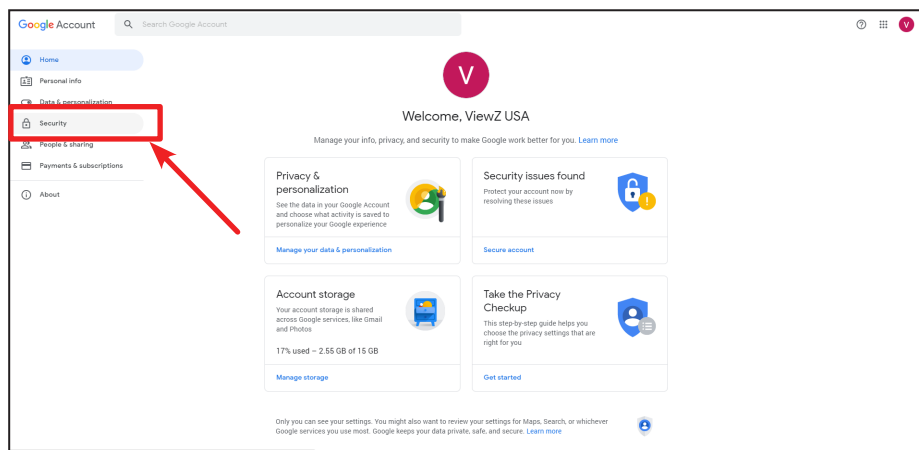 Google Account
Search Google Account
V
Home
Personal info
Data & personalization
Security
People & sharing
Payments & subscriptions
About
V
Welcome, ViewZ USA
Manage your info, privacy, and security to make Google work better for you. Learn more
Privacy &
personalization
See the data in your Google Account
and choose what activity is saved to
personalize your Google experience
Manage your data & personalization
Security issues found
Protect your account now by
resolving these issues
Secure account
Account storage
Your account storage is shared
across Google services, like Gmail
and Photos
17% used – 2.55 GB of 15 GB
Manage storage
Take the Privacy
Checkup
This step-by-step guide helps you
choose the privacy settings that are
right for you
Get started
Only you can see your settings. You might also want to review your settings for Maps, Search, or whichever
Google services you use most. Google keeps your data private, safe, and secure. Learn more